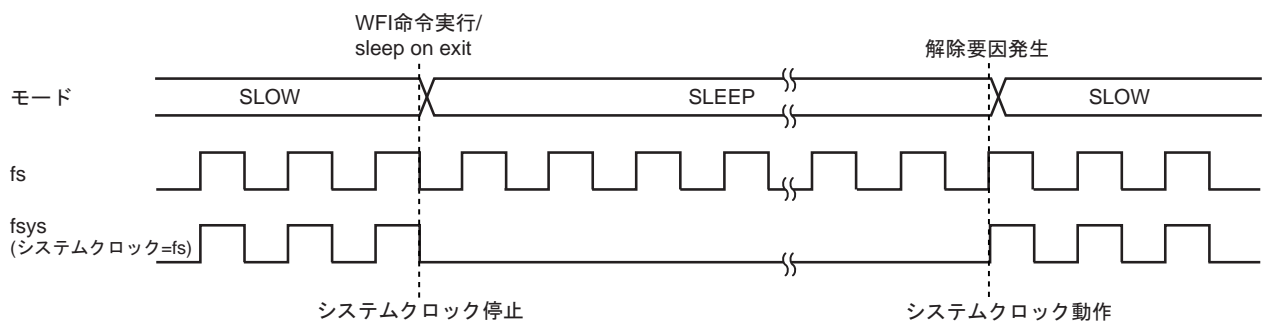 WFI命令実行/
sleep on exit
解除要因発生
モード
SLOW
SLEEP
SLOW
fs
fsys
(システムクロック=fs)
システムクロック停止
システムクロック動作